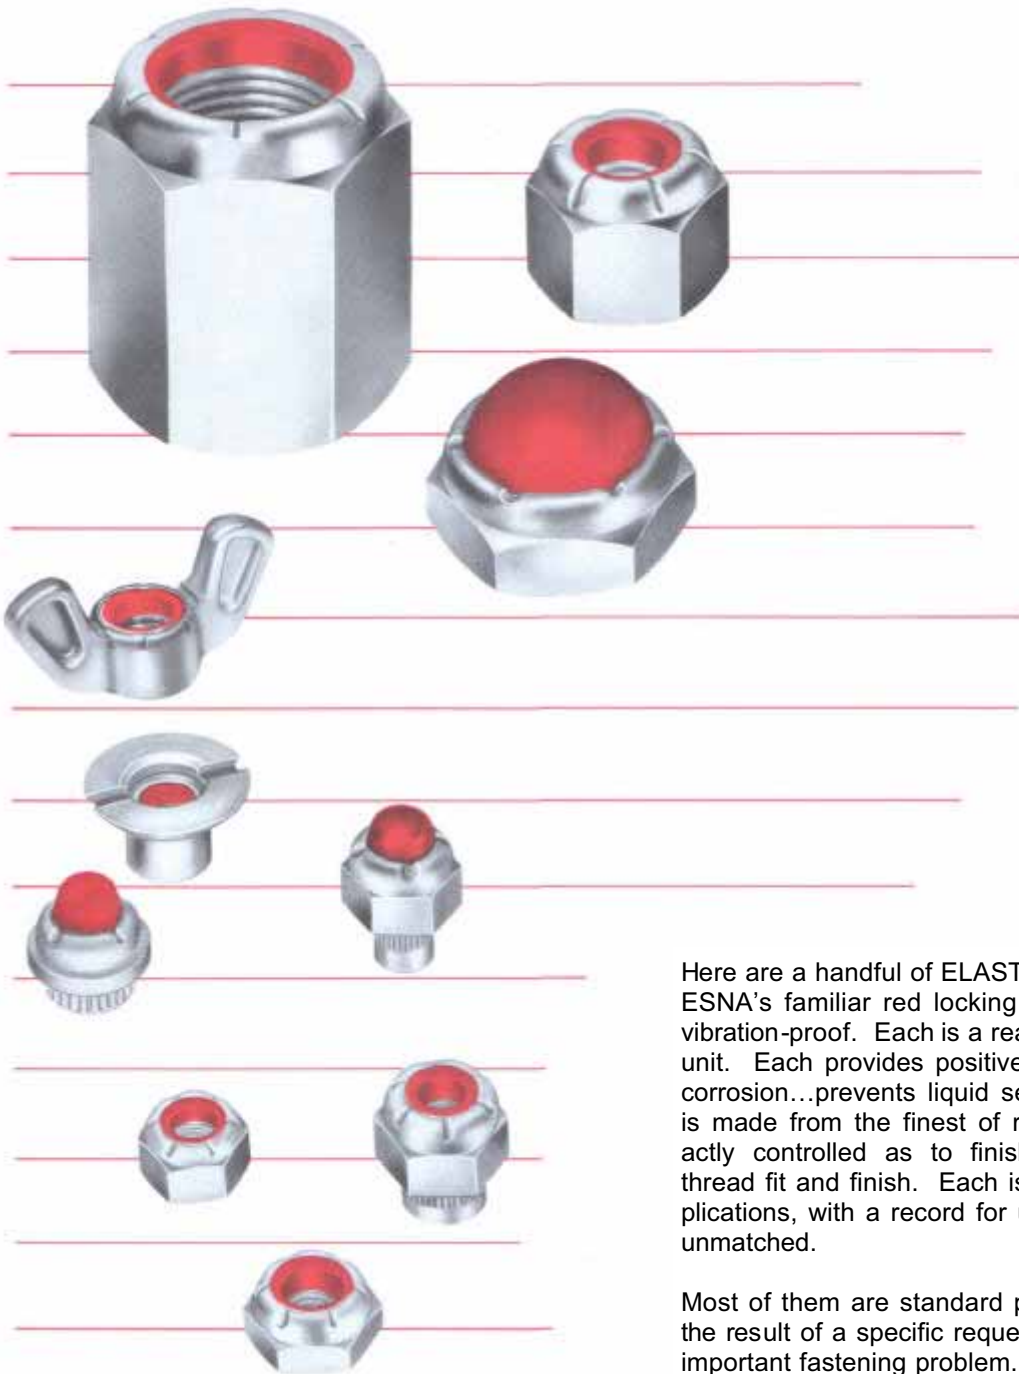 Here are a handful of ELAST
ESNA’s familiar red locking
vibration-proof. Each is a rea
unit. Each provides positive
corrosion…prevents liquid se
is made from the finest of r
actly controlled as to finish
thread fit and finish. Each is
plications, with a record for
unmatched.
Most of them are standard p
the result of a specific reque
important fastening problem.